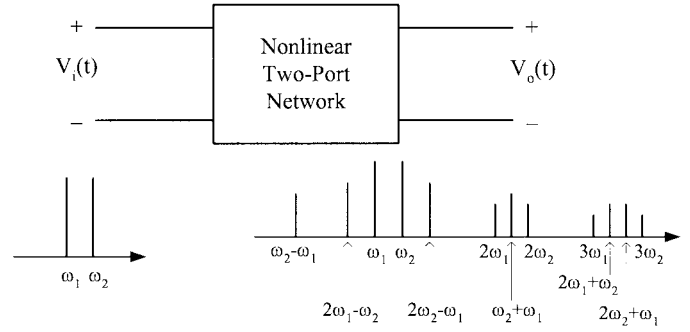 + Nonlinear +
V_i(t) Two-Port V_o(t)
− Network −
ω₁ ω₂
ω₂-ω₁ ω₁ ω₂ 2ω₁ 2ω₂ 3ω₁ 3ω₂
2ω₁+ω₂
2ω₁-ω₂ 2ω₂-ω₁ ω₂+ω₁ 2ω₂+ω₁